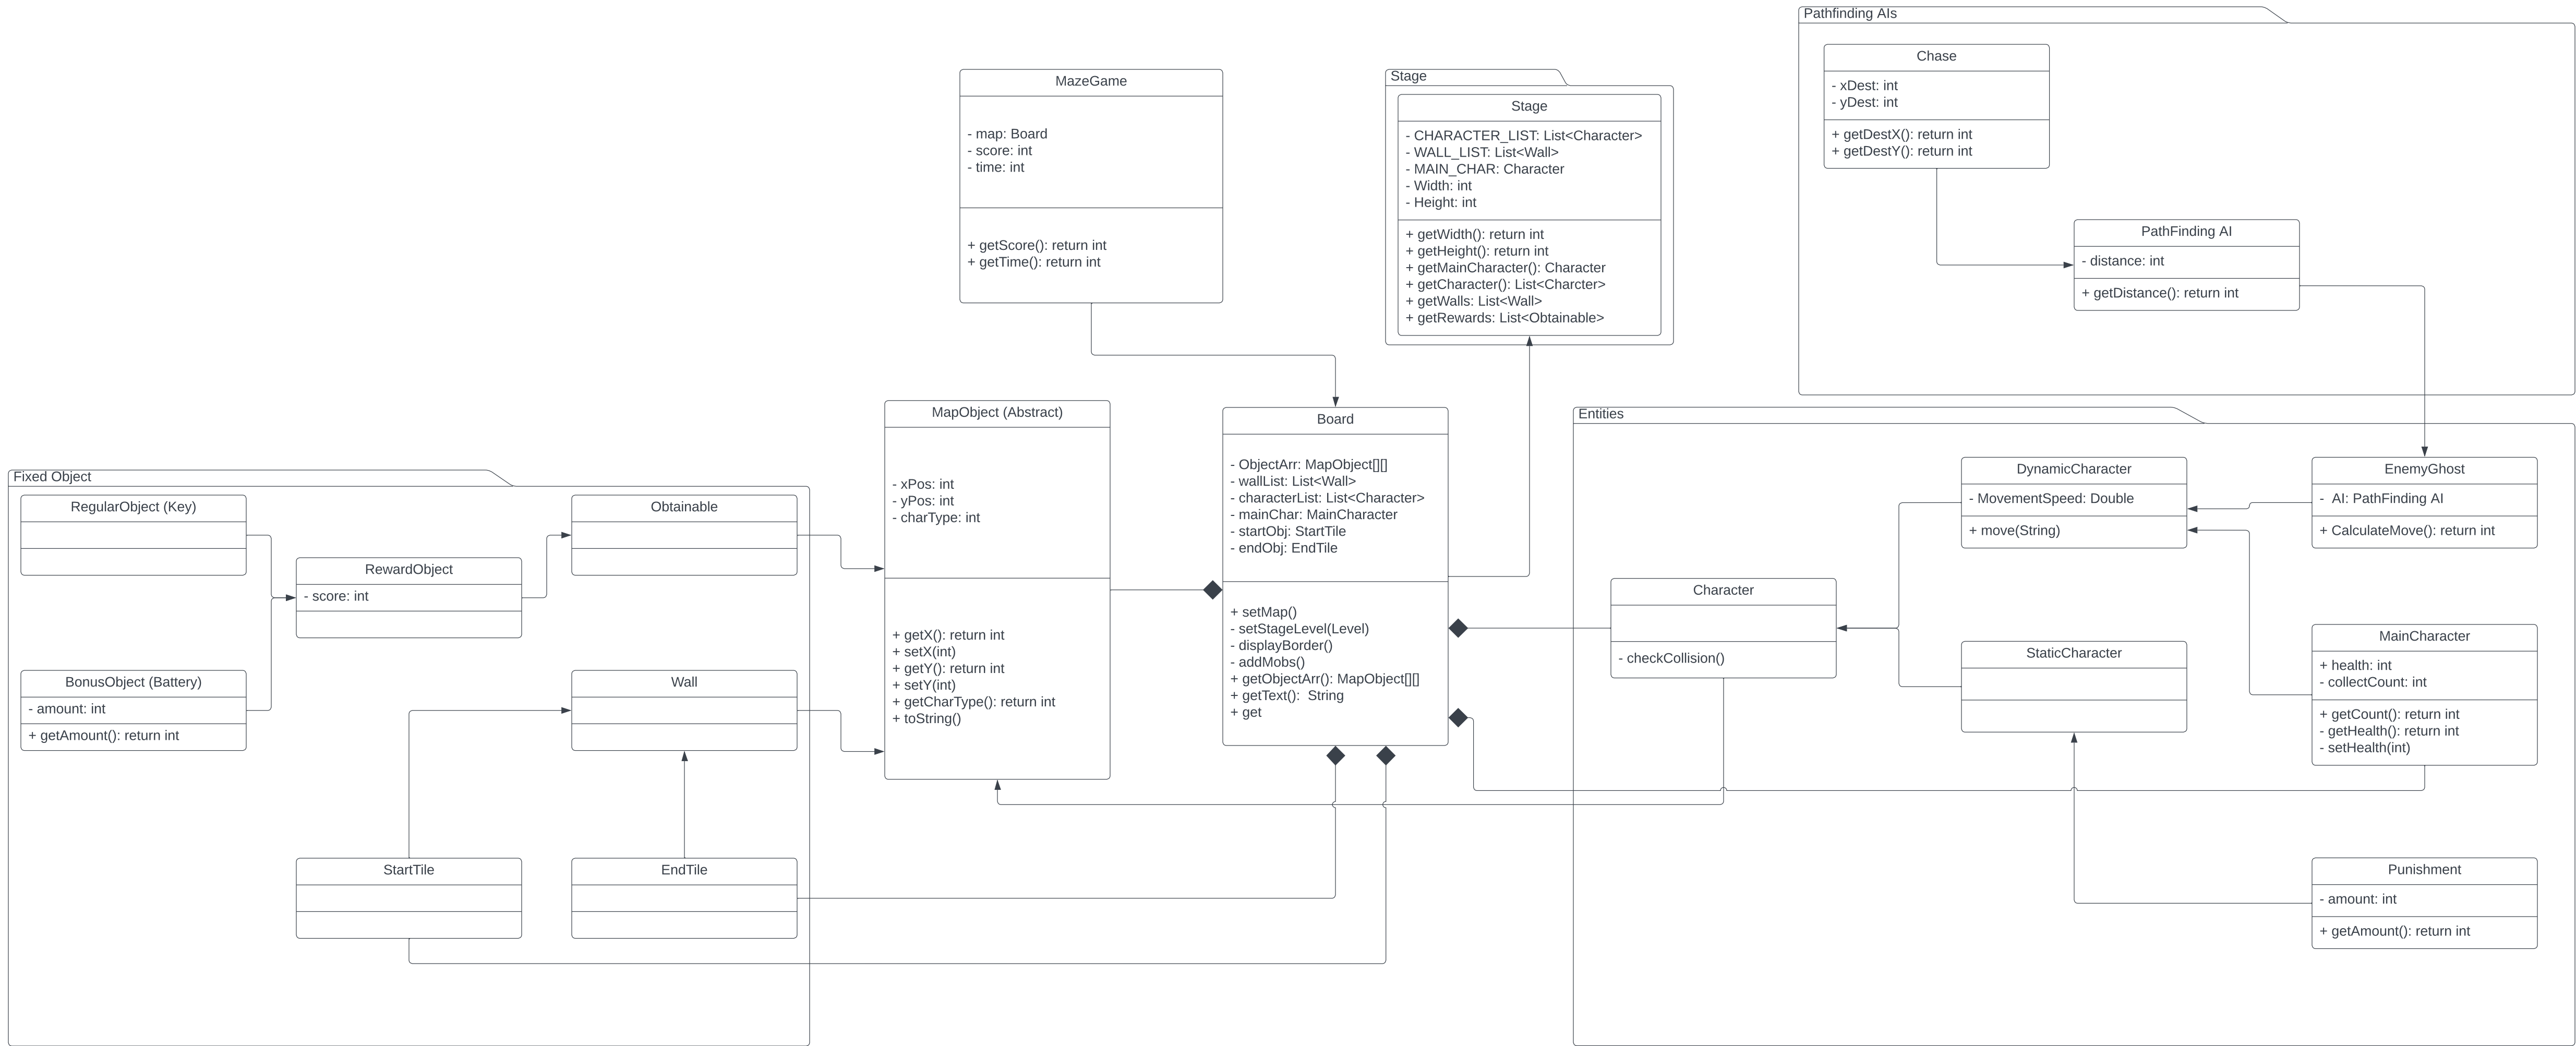 Pathfinding AIs
Chase
- xDest: int
- yDest: int
+ getDestX(): return int
+ getDestY(): return int
PathFinding AI
- distance: int
+ getDistance(): return int
MazeGame
- map: Board
- score: int
- time: int
+ getScore(): return int
+ getTime(): return int
Stage
Stage
- CHARACTER_LIST: List<Character>
- WALL_LIST: List<Wall>
- MAIN_CHAR: Character
- Width: int
- Height: int
+ getWidth(): return int
+ getHeight(): return int
+ getMainCharacter(): Character
+ getCharacter(): List<Charcter>
+ getWalls: List<Wall>
+ getRewards: List<Obtainable>
Fixed Object
RegularObject (Key)
Obtainable
RewardObject
- score: int
BonusObject (Battery)
- amount: int
+ getAmount(): return int
Wall
StartTile
EndTile
MapObject (Abstract)
- xPos: int
- yPos: int
- charType: int
+ getX(): return int
+ setX(int)
+ getY(): return int
+ setY(int)
+ getCharType(): return int
+ toString()
Board
- ObjectArr: MapObject[][]
- wallList: List<Wall>
- characterList: List<Character>
- mainChar: MainCharacter
- startObj: StartTile
- endObj: EndTile
+ setMap()
- setStageLevel(Level)
- displayBorder()
- addMobs()
+ getObjectArr(): MapObject[][]
+ getText():  String
+ get
Entities
DynamicCharacter
- MovementSpeed: Double
+ move(String)
EnemyGhost
-  AI: PathFinding AI
+ CalculateMove(): return int
Character
- checkCollision()
StaticCharacter
MainCharacter
+ health: int
- collectCount: int
+ getCount(): return int
- getHealth(): return int
- setHealth(int)
Punishment
- amount: int
+ getAmount(): return int